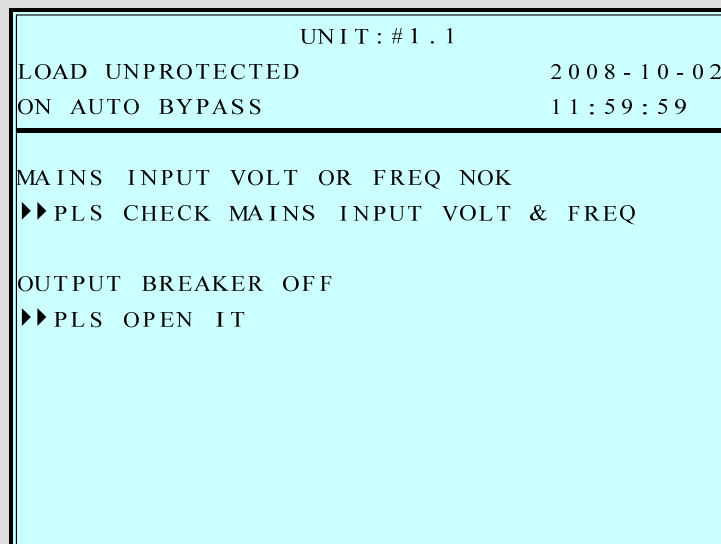 UNIT:#1.1
LOAD UNPROTECTED 2008-10-02
ON AUTO BYPASS 11:59:59
MAINS INPUT VOLT OR FREQ NOK
PLS CHECK MAINS INPUT VOLT & FREQ
OUTPUT BREAKER OFF
PLS OPEN IT